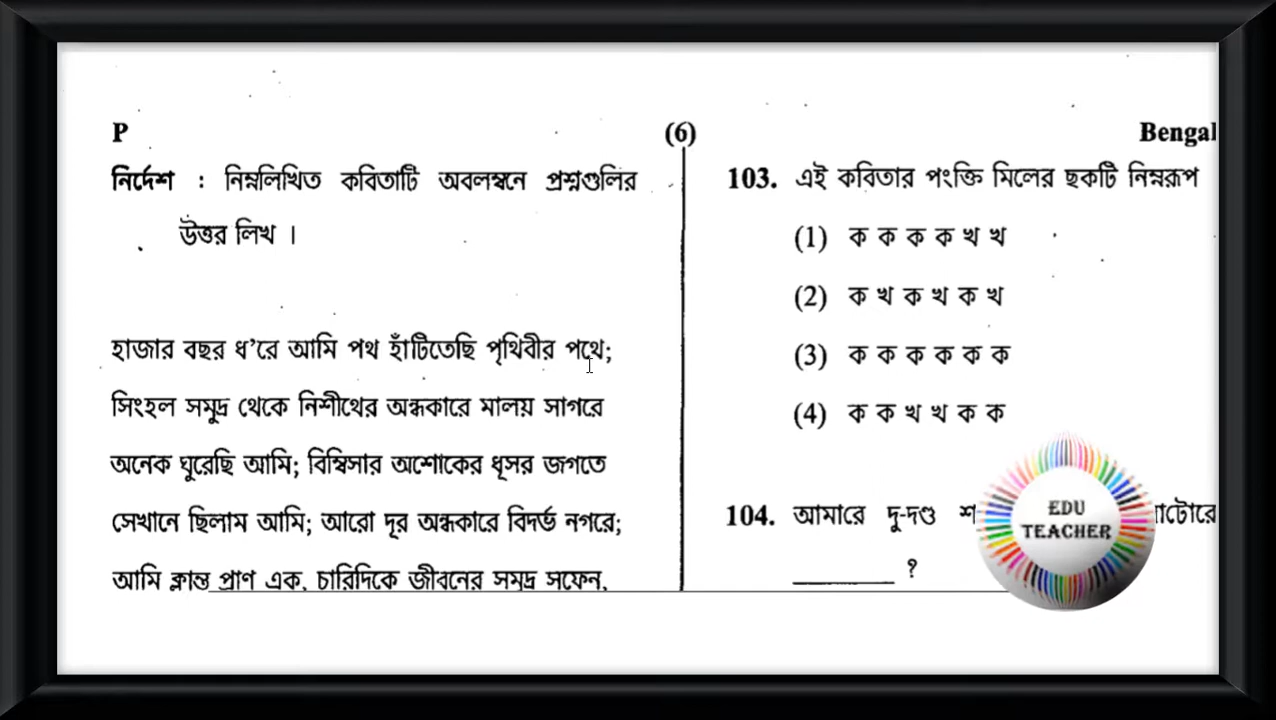 P
(6)
Bengal
নির্দেশ : নিম্নলিখিত কবিতাটি অবলম্বনে প্রশ্নগুলির
উত্তর লিখ ।
হাজার বছর ধ'রে আমি পথ হাঁটিতেছি পৃথিবীর পথে;
সিংহল সমুদ্র থেকে নিশীথের অন্ধকারে মালয় সাগরে
অনেক ঘুরেছি আমি; বিম্বিসার অশোকের ধূসর জগতে
সেখানে ছিলাম আমি; আরো দূর অন্ধকারে বিদর্ভ নগরে;
আমি ক্লান্ত প্রাণ এক, চারিদিকে জীবনের সমুদ্র সফেন,
103. এই কবিতার পংক্তি মিলের ছকটি নিম্নরূপ
(1) ক ক ক ক খ খ
(2) ক খ ক খ ক খ
(3) ক ক ক ক ক ক
(4) ক ক খ খ ক ক
104. আমারে দু-দণ্ড
?
EDU
TEACHER